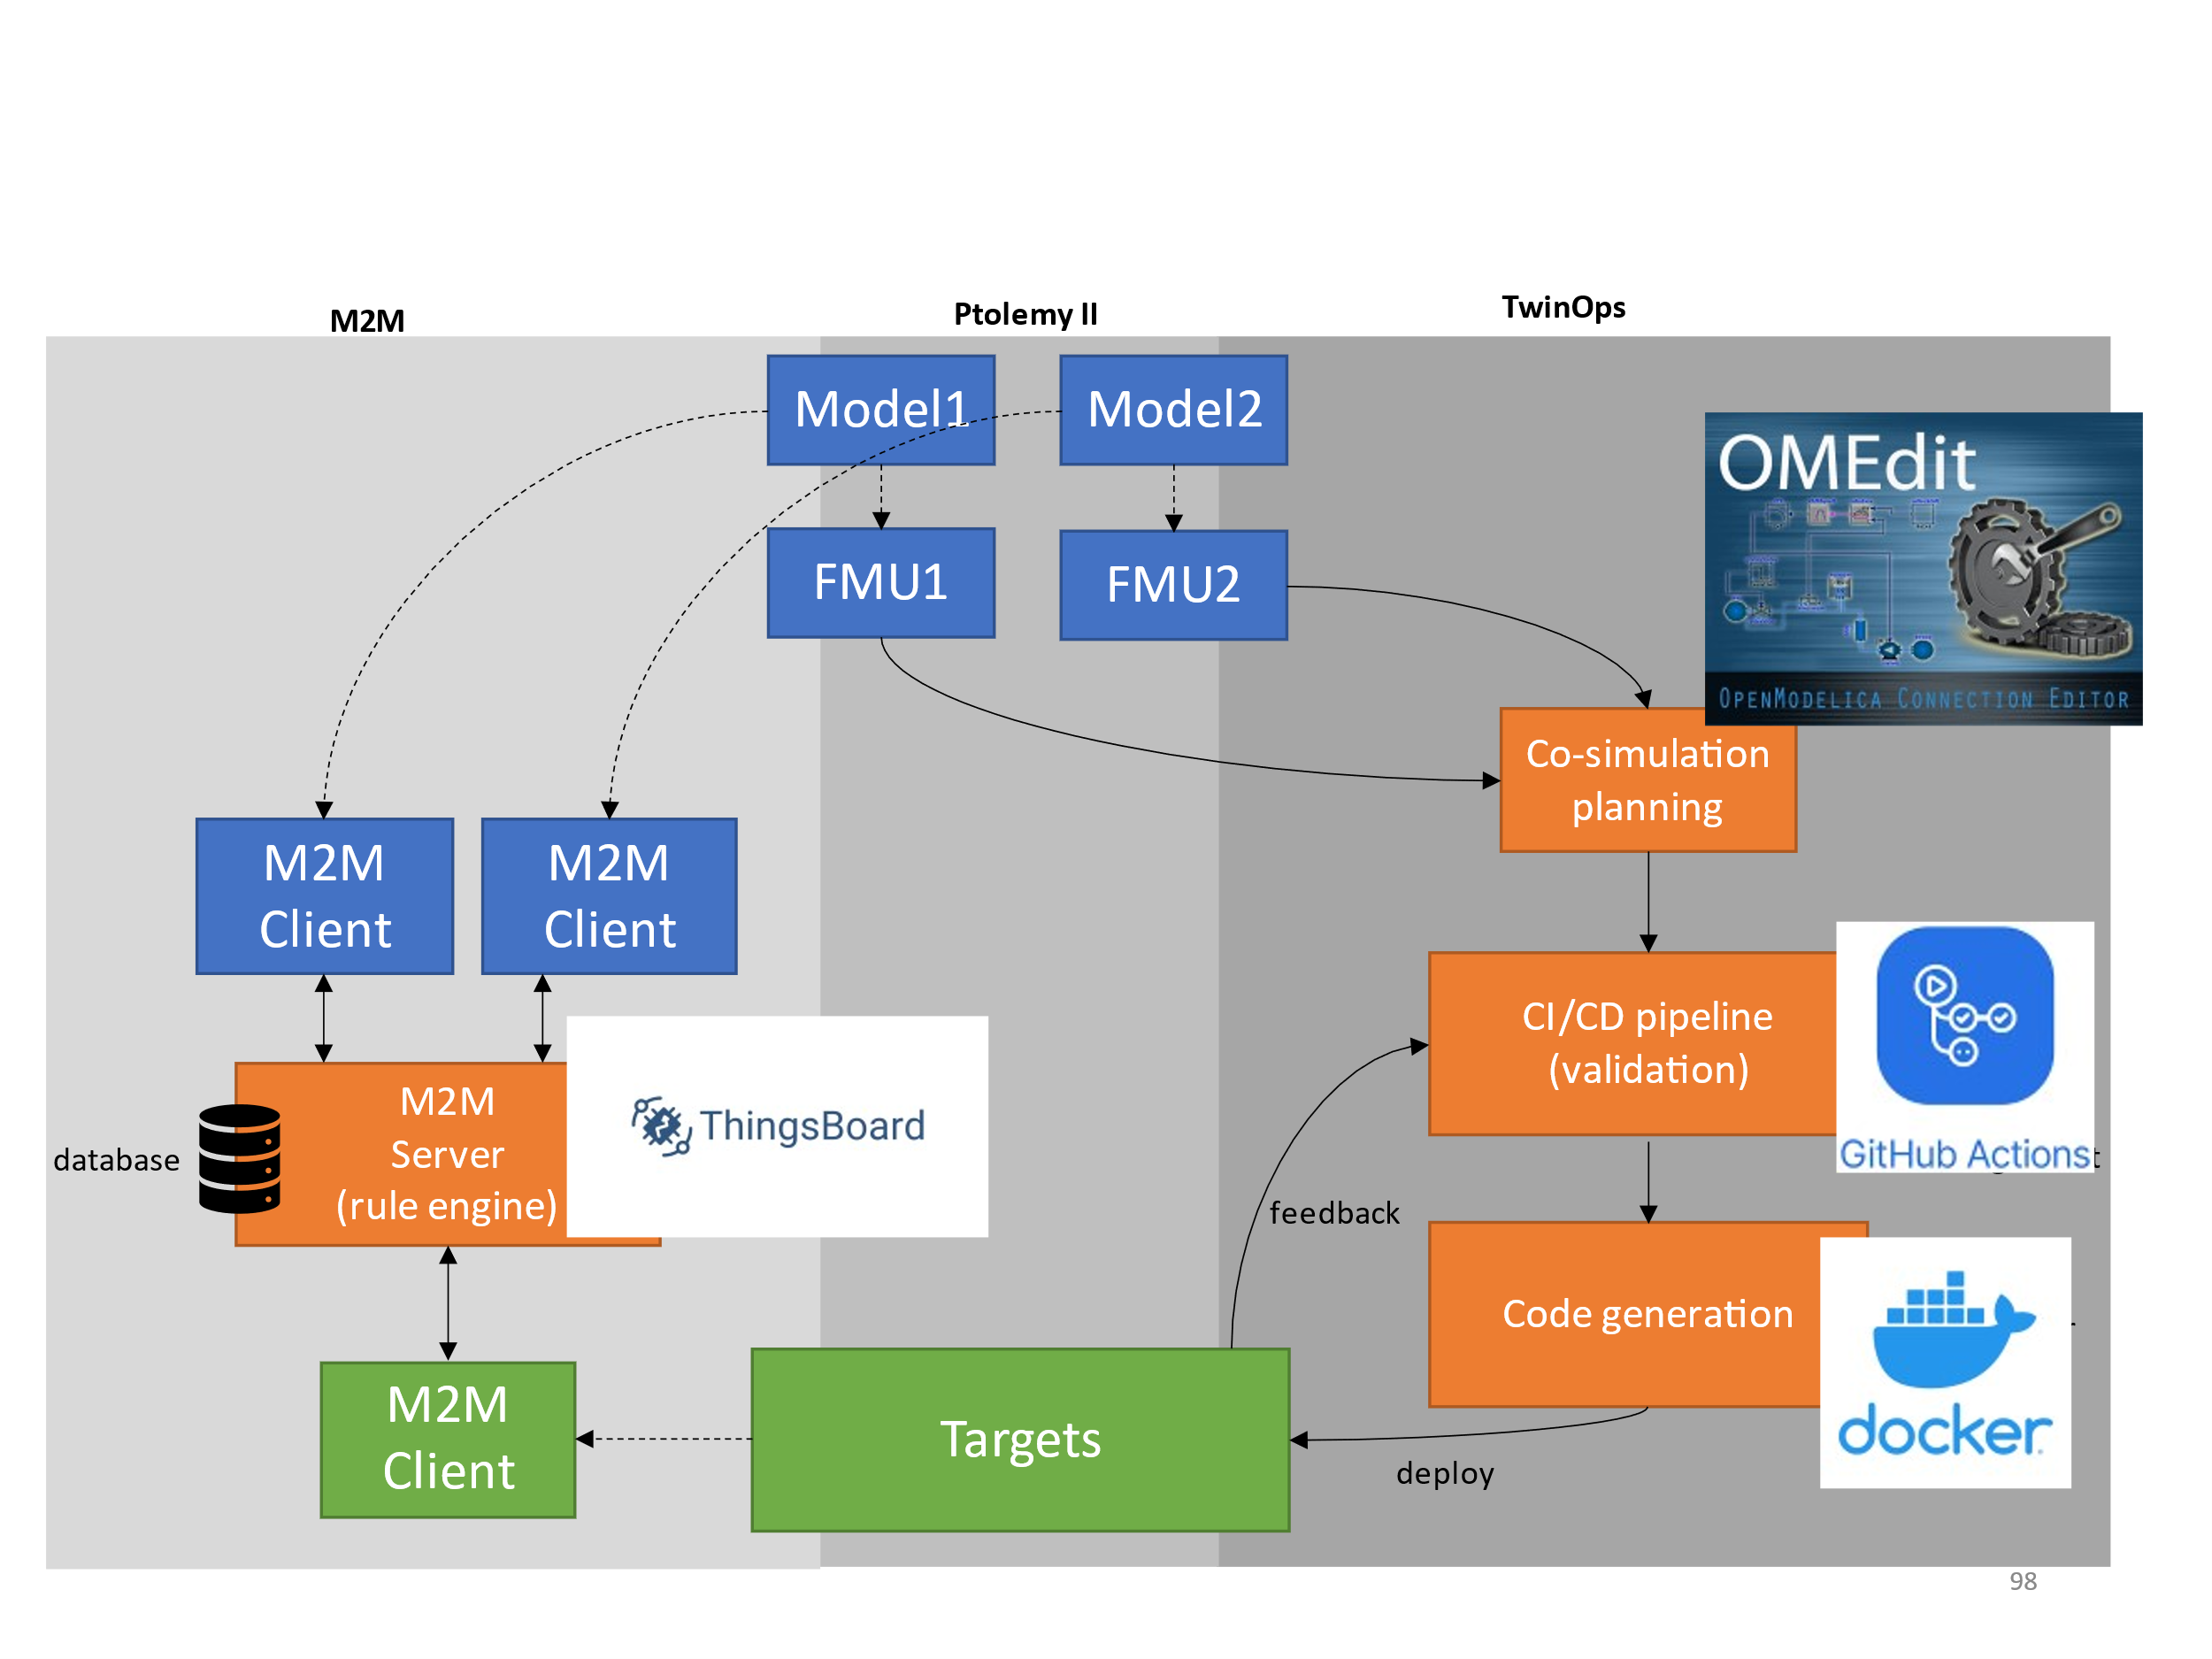 M2M
Ptolemy II
TwinOps
Model1
Model2
OMEdit
FMU1
FMU2
OPENMODELICA CONNECTION EDITOR
Co-simulation
planning
M2M
Client
M2M
Client
CI/CD pipeline
(validation)
GitHub Actions
M2M
Server
(rule engine)
ThingsBoard
database
feedback
Code generation
docker
M2M
Client
Targets
deploy
98